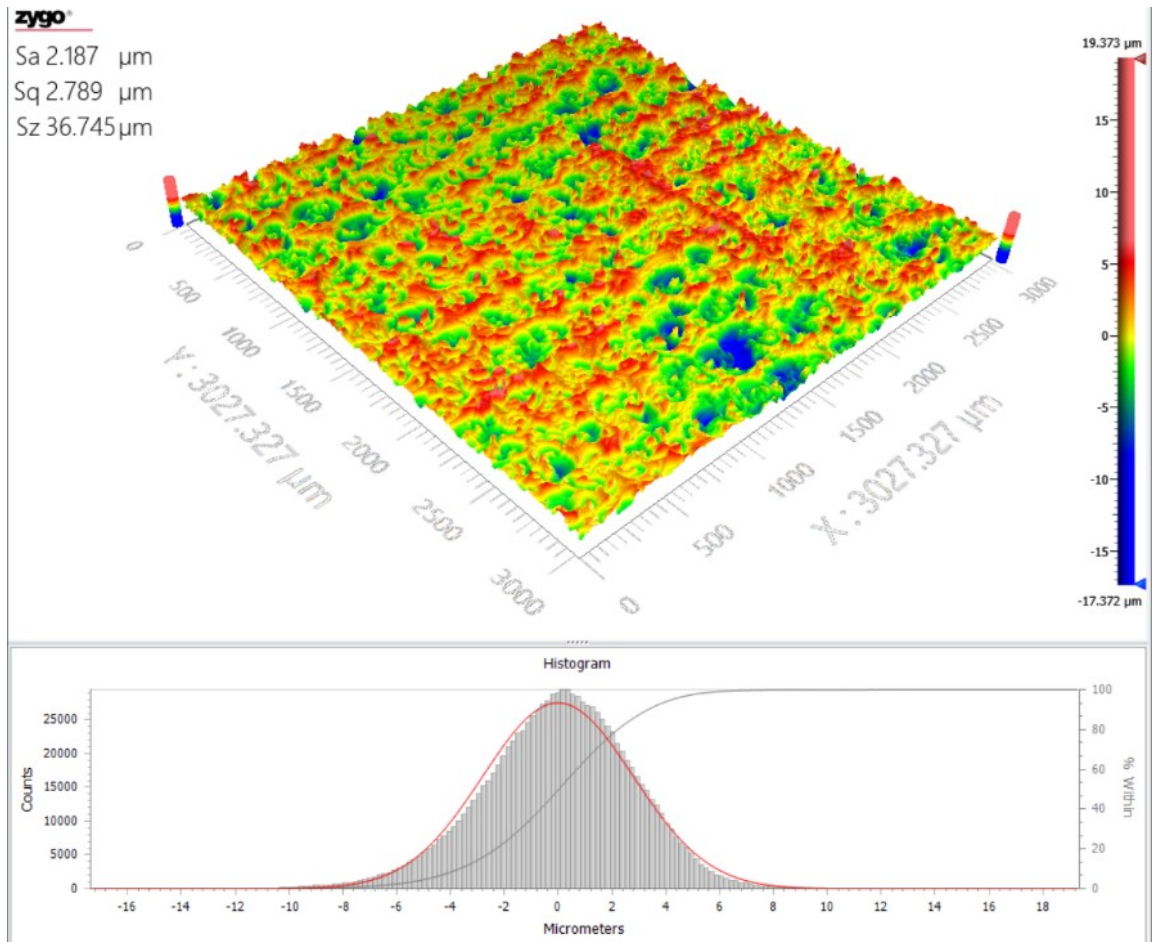 zygo®
Sa 2.187 µm
Sq 2.789 µm
Sz 36.745 µm
19.373 µm
15
10
5
0
-5
-10
-15
-17.372 µm
0
500
1000
1500
2000
2500
3000
Y: 3027.327 µm
0
500
1000
1500
2000
2500
3000
X: 3027.327 µm
Histogram
Counts
25000
20000
15000
10000
5000
0
100
80
60
40
20
0
% Within
-16 -14 -12 -10 -8 -6 -4 -2 0 2 4 6 8 10 12 14 16 18
Micrometers